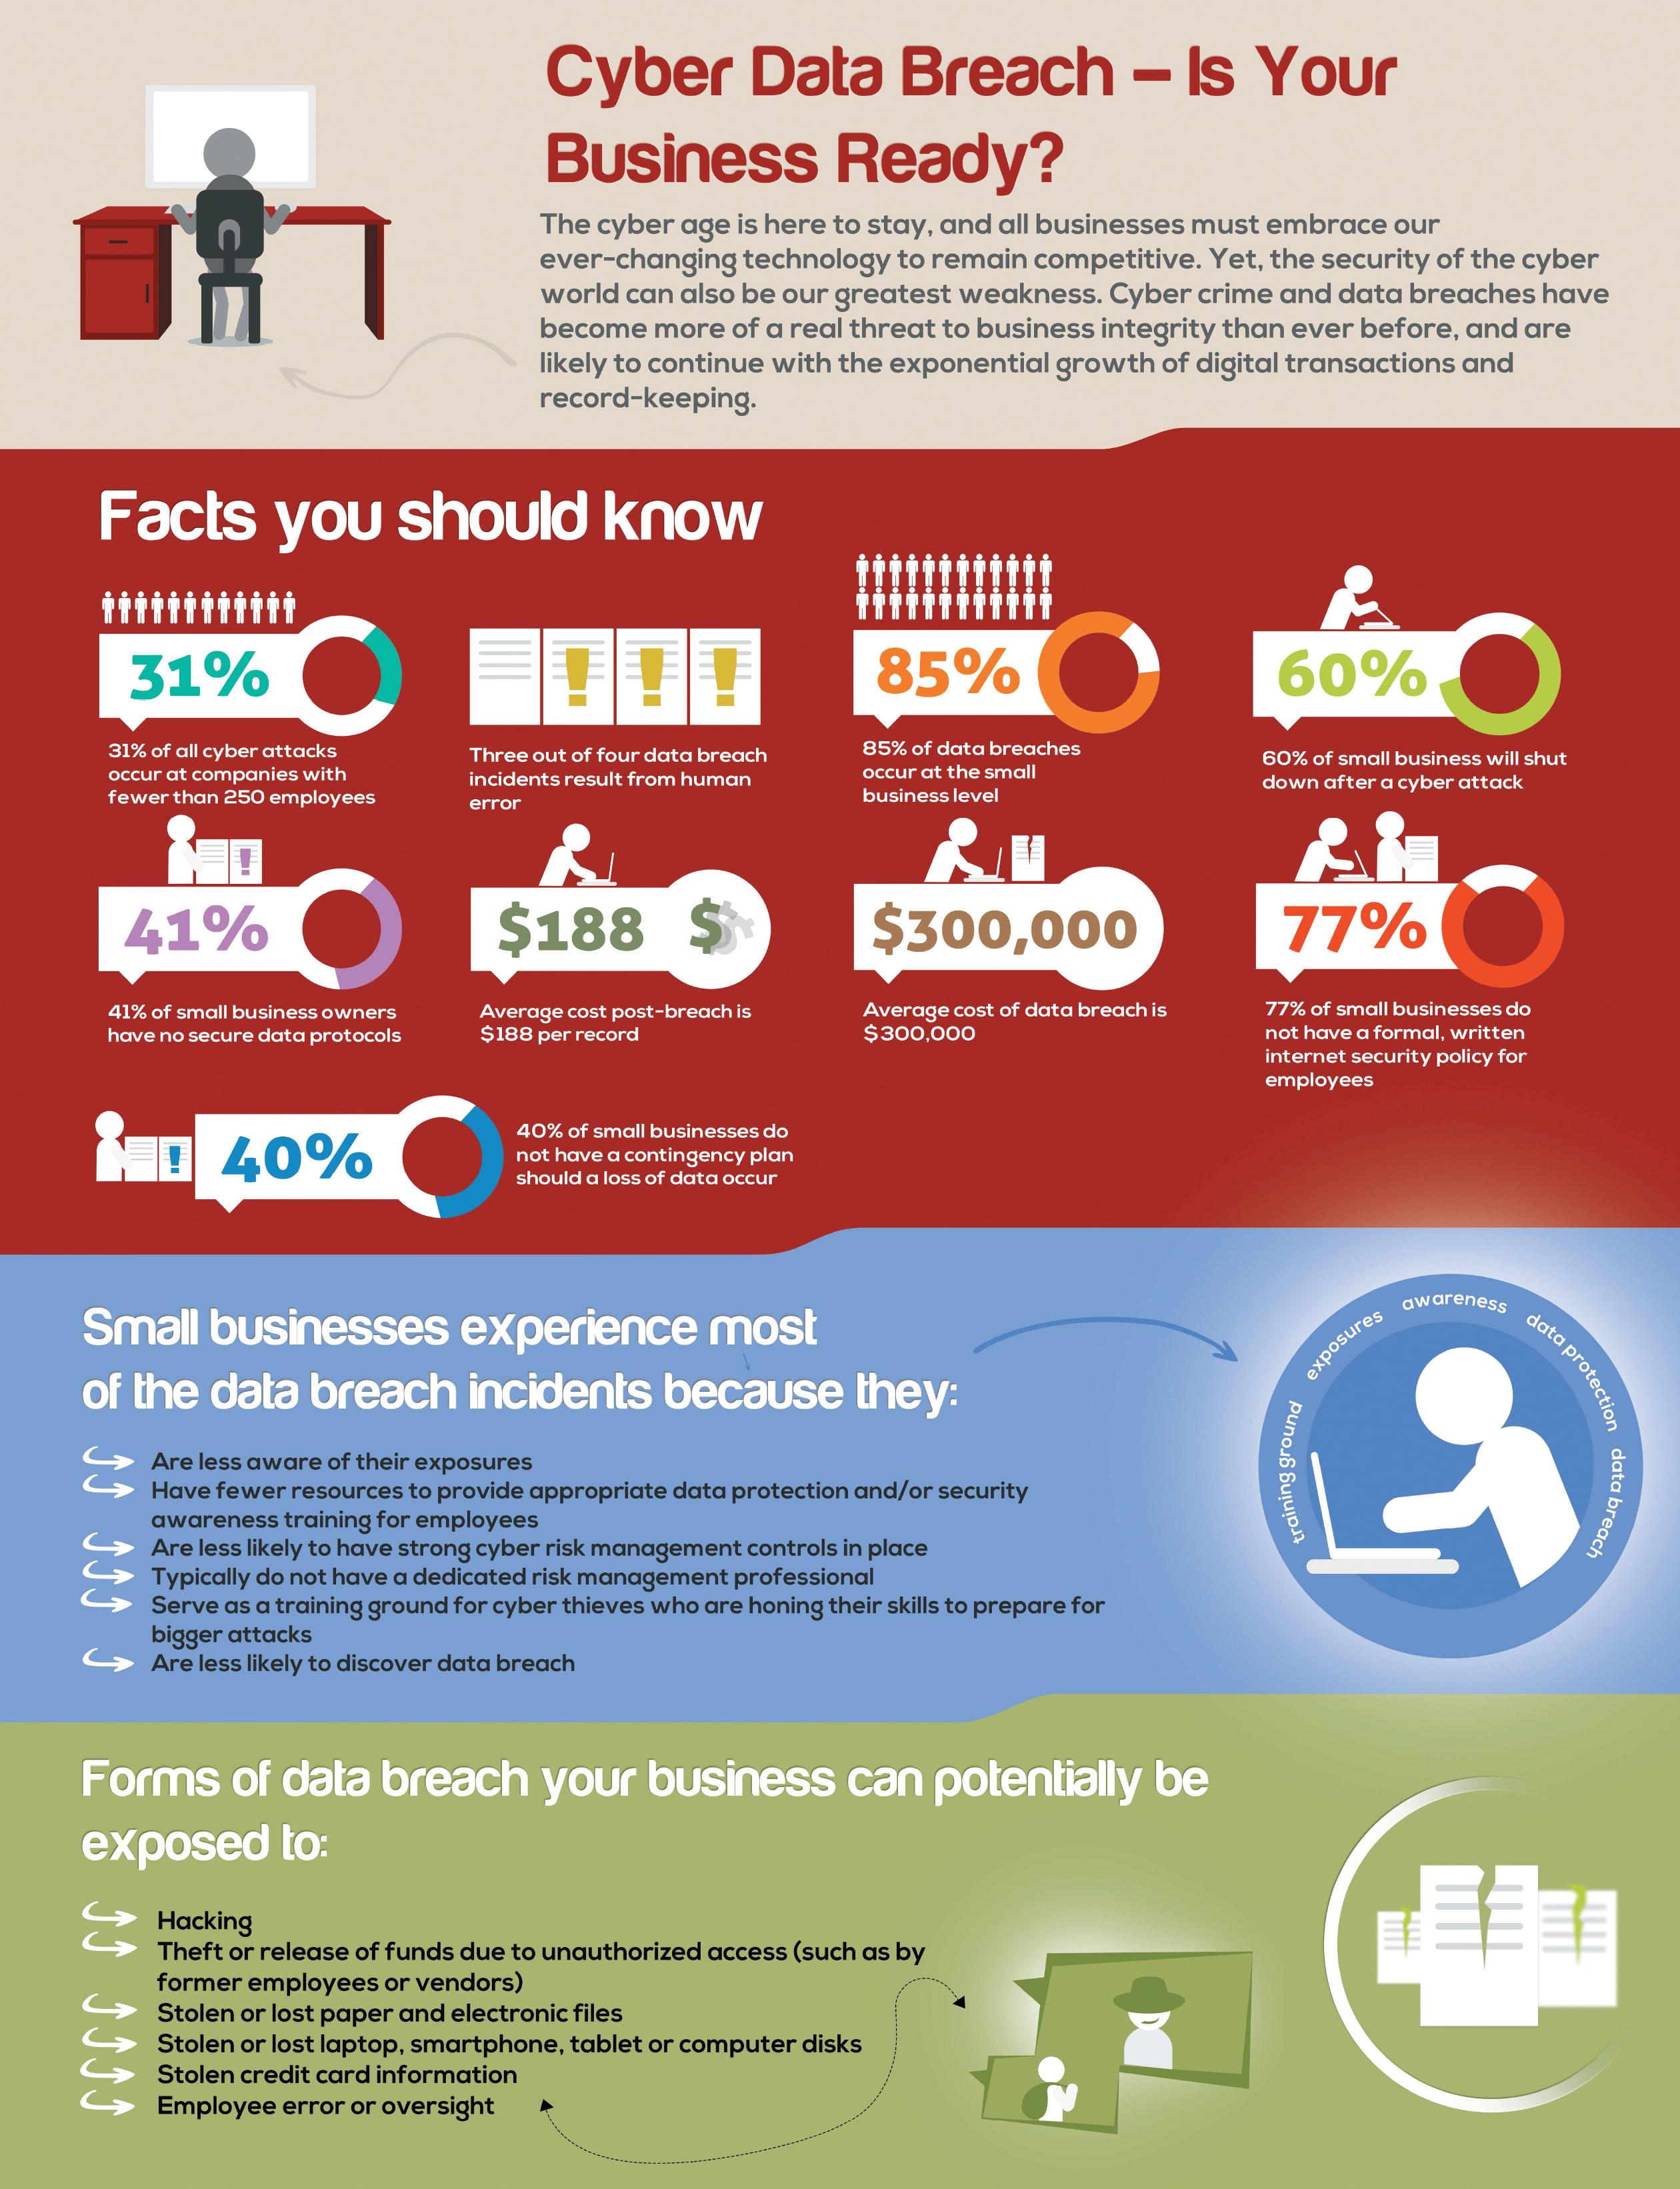 Cyber Data Breach – Is Your
Business Ready?
The cyber age is here to stay, and all businesses must embrace our
ever-changing technology to remain competitive. Yet, the security of the cyber
world can also be our greatest weakness. Cyber crime and data breaches have
become more of a real threat to business integrity than ever before, and are
likely to continue with the exponential growth of digital transactions and
record-keeping.
Facts you should know
31%
31% of all cyber attacks
occur at companies with
fewer than 250 employees
! ! !
Three out of four data breach
incidents result from human
error
85%
85% of data breaches
occur at the small
business level
60%
60% of small business will shut
down after a cyber attack
!
41%
41% of small business owners
have no secure data protocols
$188 $ $
Average cost post-breach is
$188 per record
$300,000
Average cost of data breach is
$300,000
77%
77% of small businesses do
not have a formal, written
internet security policy for
employees
!
40%
40% of small businesses do
not have a contingency plan
should a loss of data occur
Small businesses experience most
of the data breach incidents because they:
Are less aware of their exposures
Have fewer resources to provide appropriate data protection and/or security
awareness training for employees
Are less likely to have strong cyber risk management controls in place
Typically do not have a dedicated risk management professional
Serve as a training ground for cyber thieves who are honing their skills to prepare for
bigger attacks
Are less likely to discover data breach
training ground exposures awareness data protection data breach
Forms of data breach your business can potentially be
exposed to:
Hacking
Theft or release of funds due to unauthorized access (such as by
former employees or vendors)
Stolen or lost paper and electronic files
Stolen or lost laptop, smartphone, tablet or computer disks
Stolen credit card information
Employee error or oversight